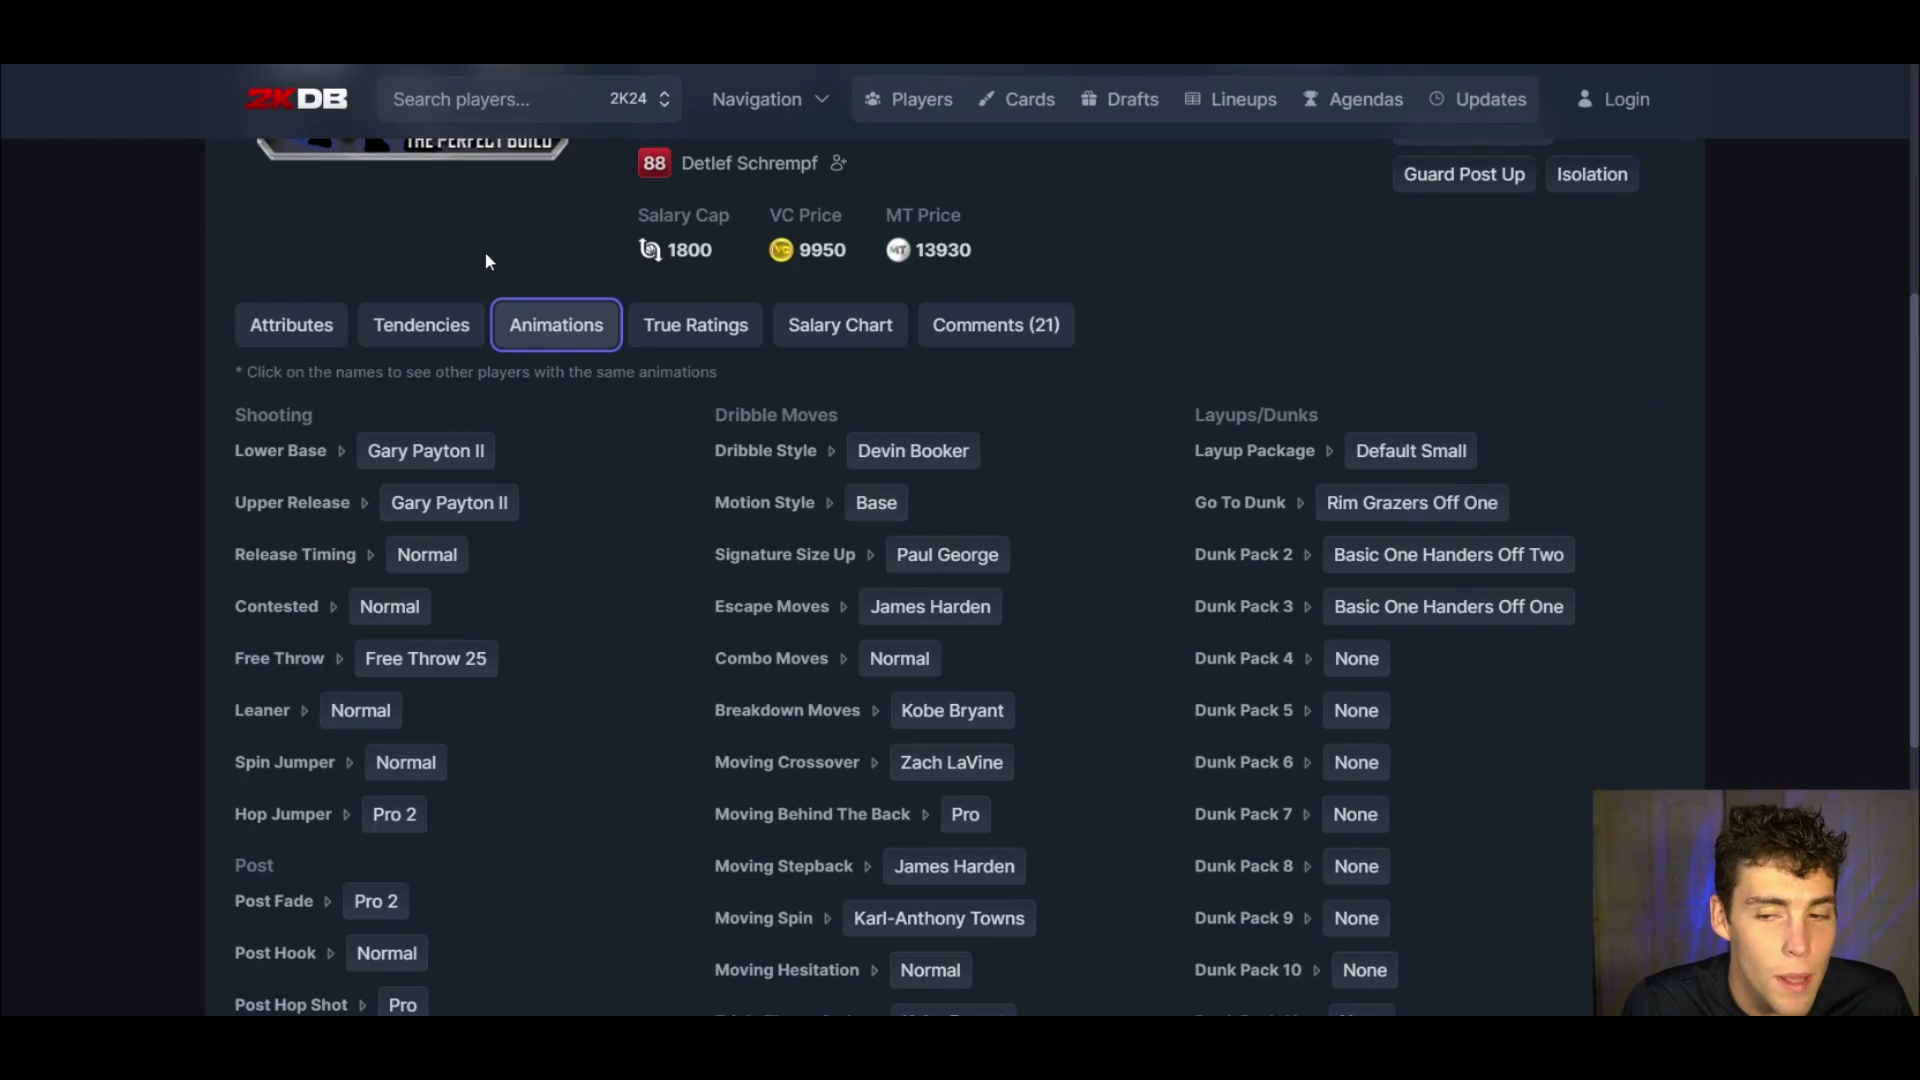 2KDB
Search players...
2K24
Navigation
Players
Cards
Drafts
Lineups
Agendas
Updates
Login
THE PERFECT BUILD
88 Detlef Schrempf
Guard Post Up
Isolation
Salary Cap
VC Price
MT Price
1800
VC 9950
MT 13930
Attributes
Tendencies
Animations
True Ratings
Salary Chart
Comments (21)
* Click on the names to see other players with the same animations
Shooting
Lower Base Gary Payton II
Upper Release Gary Payton II
Release Timing Normal
Contested Normal
Free Throw Free Throw 25
Leaner Normal
Spin Jumper Normal
Hop Jumper Pro 2
Post
Post Fade Pro 2
Post Hook Normal
Post Hop Shot Pro
Dribble Moves
Dribble Style Devin Booker
Motion Style Base
Signature Size Up Paul George
Escape Moves James Harden
Combo Moves Normal
Breakdown Moves Kobe Bryant
Moving Crossover Zach LaVine
Moving Behind The Back Pro
Moving Stepback James Harden
Moving Spin Karl-Anthony Towns
Moving Hesitation Normal
Layups/Dunks
Layup Package Default Small
Go To Dunk Rim Grazers Off One
Dunk Pack 2 Basic One Handers Off Two
Dunk Pack 3 Basic One Handers Off One
Dunk Pack 4 None
Dunk Pack 5 None
Dunk Pack 6 None
Dunk Pack 7 None
Dunk Pack 8 None
Dunk Pack 9 None
Dunk Pack 10 None